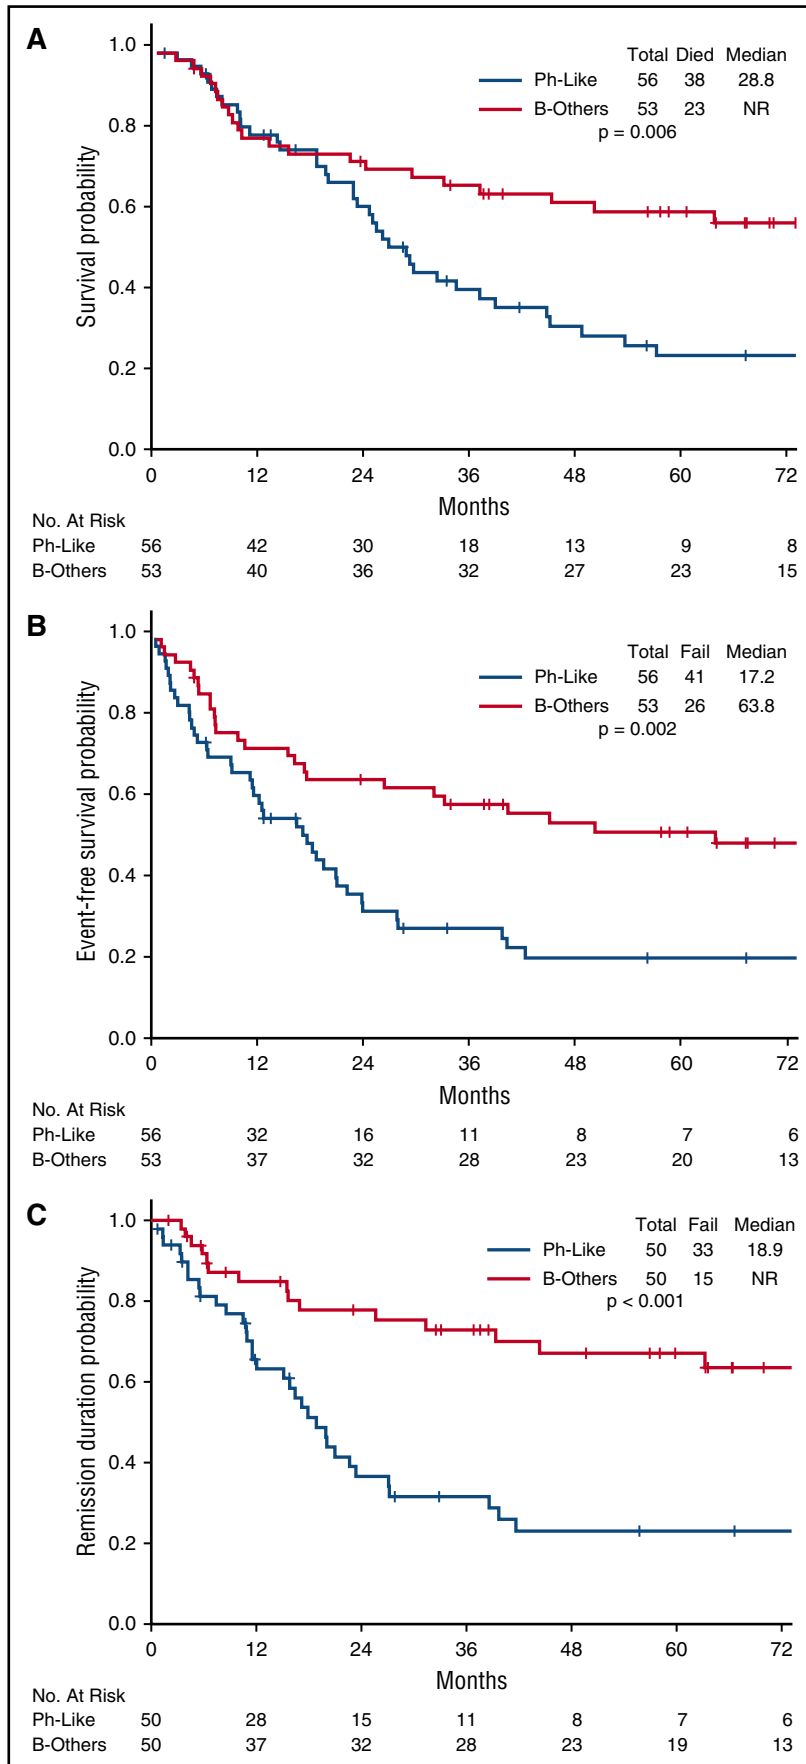 A
Total Died Median
Ph-Like 56 38 28.8
B-Others 53 23 NR
p = 0.006
Survival probability
1.0
0.8
0.6
0.4
0.2
0.0
0 12 24 36 48 60 72
Months
No. At Risk
Ph-Like 56 42 30 18 13 9 8
B-Others 53 40 36 32 27 23 15
B
Total Fail Median
Ph-Like 56 41 17.2
B-Others 53 26 63.8
p = 0.002
Event-free survival probability
1.0
0.8
0.6
0.4
0.2
0.0
0 12 24 36 48 60 72
Months
No. At Risk
Ph-Like 56 32 16 11 8 7 6
B-Others 53 37 32 28 23 20 13
C
Total Fail Median
Ph-Like 50 33 18.9
B-Others 50 15 NR
p < 0.001
Remission duration probability
1.0
0.8
0.6
0.4
0.2
0.0
0 12 24 36 48 60 72
Months
No. At Risk
Ph-Like 50 28 15 11 8 7 6
B-Others 50 37 32 28 23 19 13